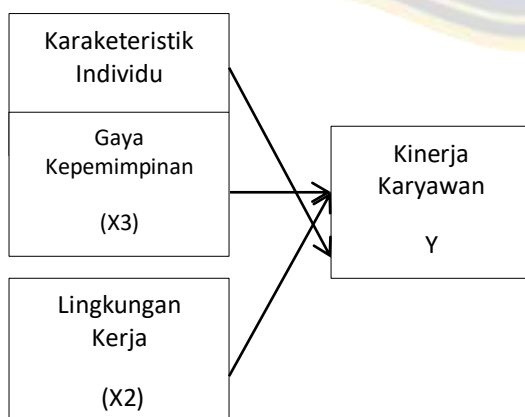 Karaketeristik
Individu
Gaya
Kepemimpinan
(X3)
Lingkungan
Kerja
(X2)
Kinerja
Karyawan
Y